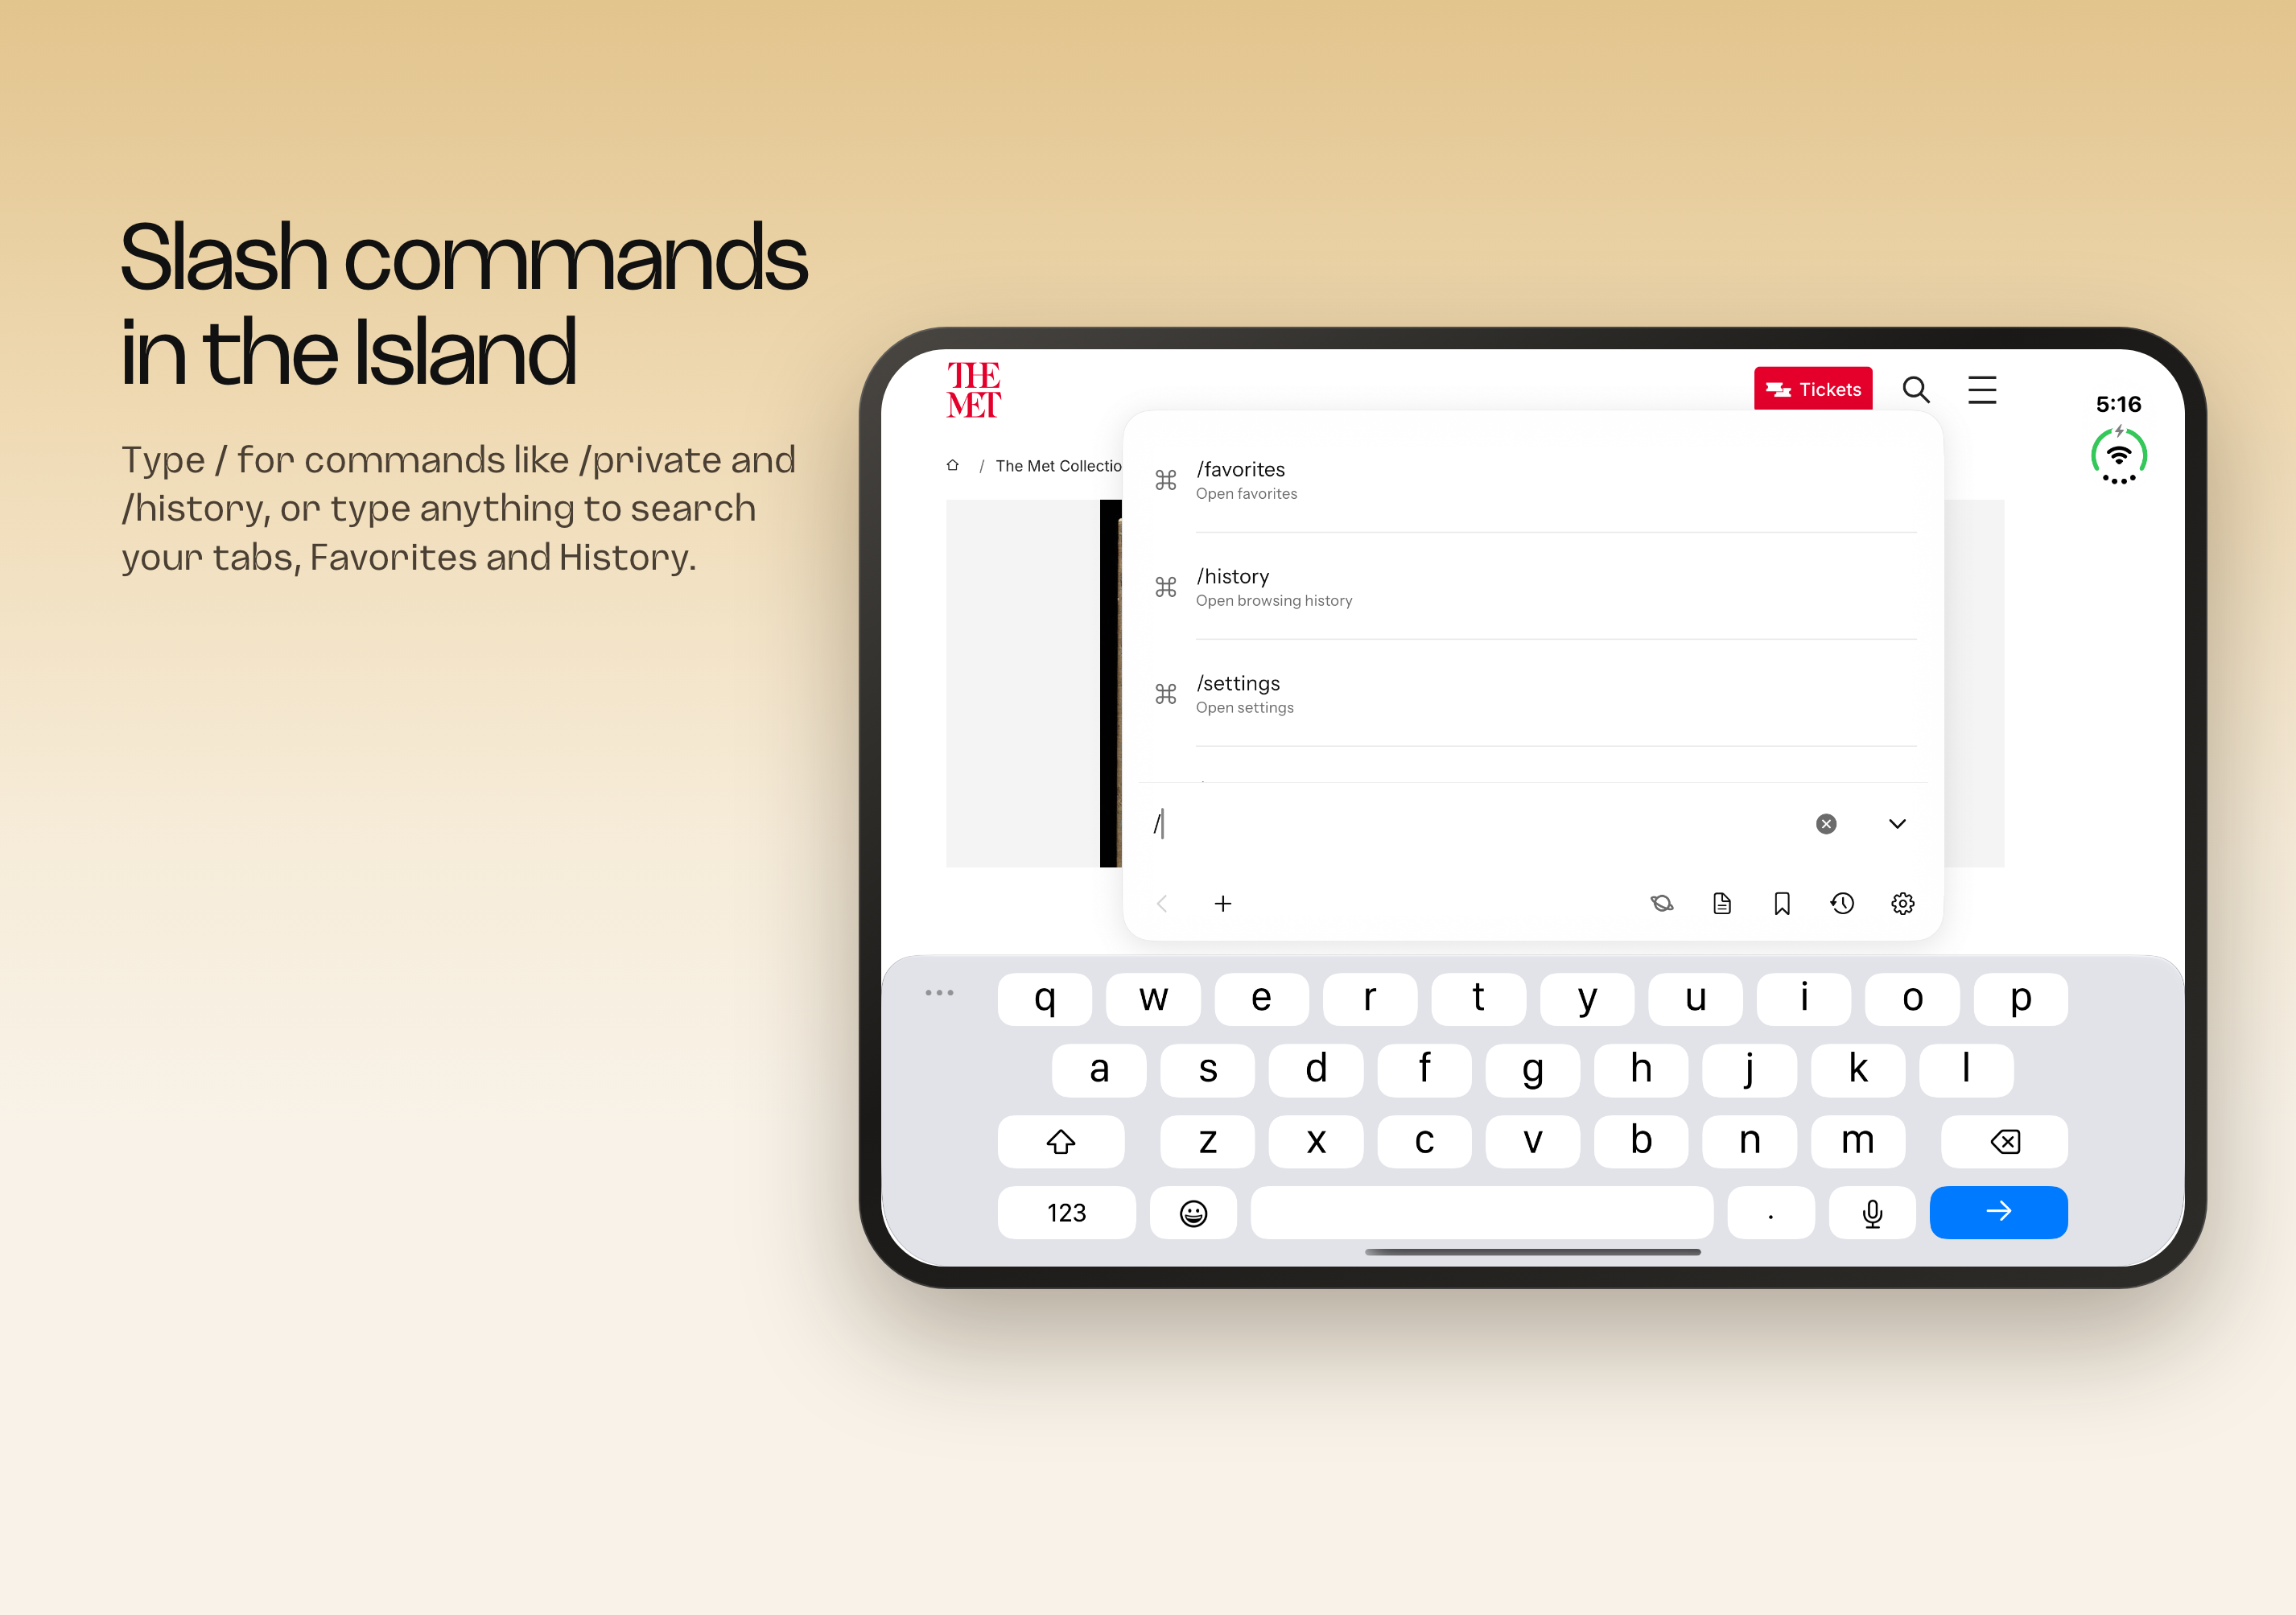 Slash commands
in the Island
Type / for commands like /private and
/history, or type anything to search
your tabs, Favorites and History.
THE
MET
Tickets
5:16
/ The Met Collectio
/favorites
Open favorites
/history
Open browsing history
/settings
Open settings
/
q w e r t y u i o p
a s d f g h j k l
z x c v b n m
123 .